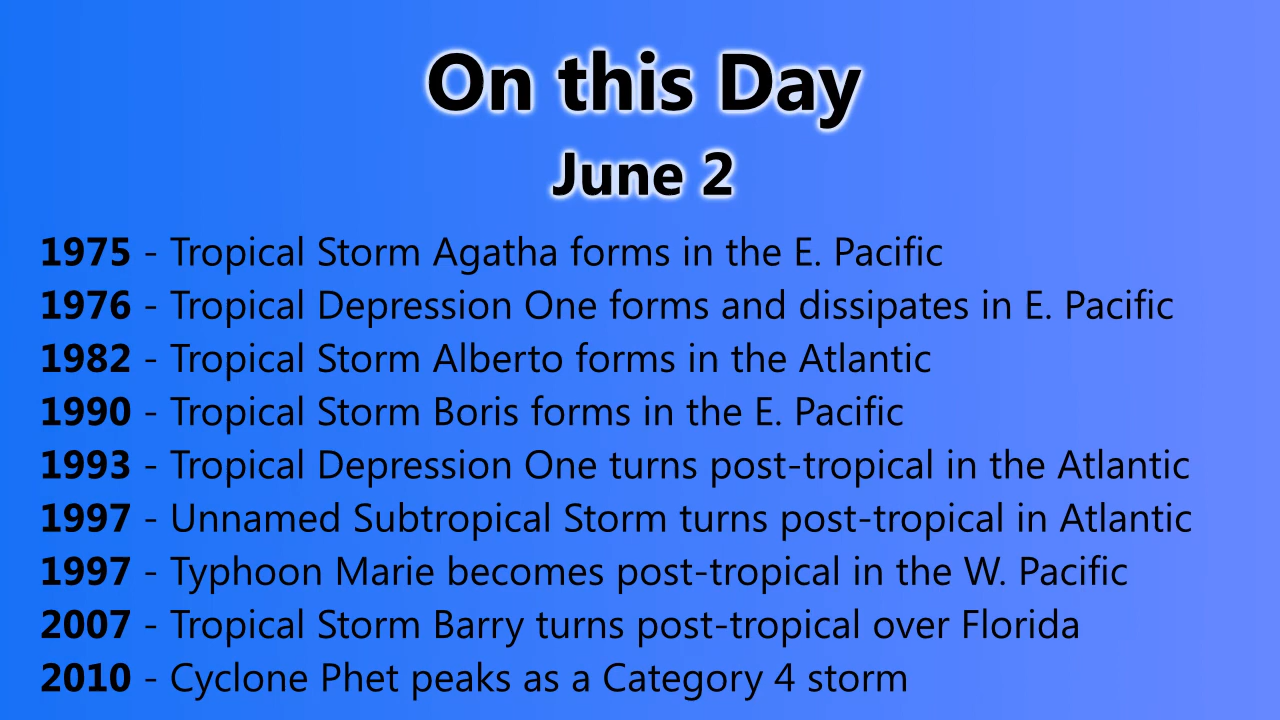 On this Day
June 2
1975 - Tropical Storm Agatha forms in the E. Pacific
1976 - Tropical Depression One forms and dissipates in E. Pacific
1982 - Tropical Storm Alberto forms in the Atlantic
1990 - Tropical Storm Boris forms in the E. Pacific
1993 - Tropical Depression One turns post-tropical in the Atlantic
1997 - Unnamed Subtropical Storm turns post-tropical in Atlantic
1997 - Typhoon Marie becomes post-tropical in the W. Pacific
2007 - Tropical Storm Barry turns post-tropical over Florida
2010 - Cyclone Phet peaks as a Category 4 storm